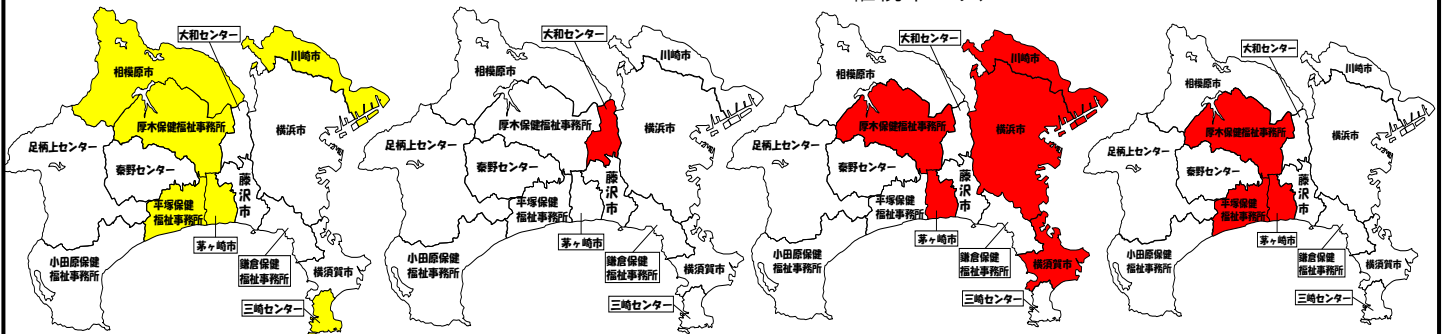 大和センター
川崎市
相模原市
厚木保健福祉事務所
横浜市
足柄上センター
秦野センター
藤沢市
平塚保健
福祉事務所
茅ヶ崎市
小田原保健
福祉事務所
鎌倉保健
福祉事務所
横須賀市
三崎センター
大和センター
川崎市
相模原市
厚木保健福祉事務所
横浜市
足柄上センター
秦野センター
藤沢市
平塚保健
福祉事務所
茅ヶ崎市
小田原保健
福祉事務所
鎌倉保健
福祉事務所
横須賀市
三崎センター
大和センター
川崎市
相模原市
厚木保健福祉事務所
横浜市
足柄上センター
秦野センター
藤沢市
平塚保健
福祉事務所
茅ヶ崎市
小田原保健
福祉事務所
鎌倉保健
福祉事務所
横須賀市
三崎センター
大和センター
川崎市
相模原市
厚木保健福祉事務所
横浜市
足柄上センター
秦野センター
藤沢市
平塚保健
福祉事務所
茅ヶ崎市
小田原保健
福祉事務所
鎌倉保健
福祉事務所
横須賀市
三崎センター